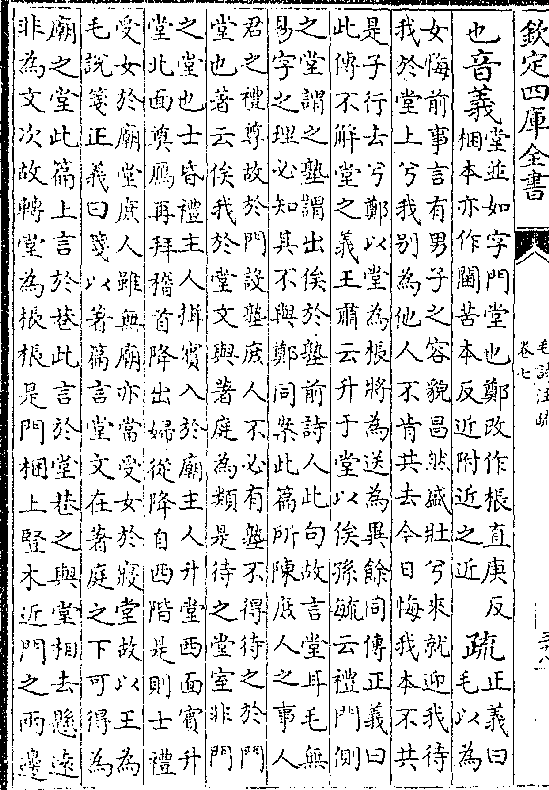 欽定四庫全書
毛詩注疏
卷七
三十八
也音義堂並如字門堂也鄭改作棖直庚反
梱本亦作閫苦本反近附近之近
疏正義曰
毛以為
女悔前事言有男子之容貌昌然盛壯兮來就迎我待
我於堂上兮我别為他人不肯共去今日悔我本不共
是子行去兮鄭以堂為棖將為送為異餘同傳正義曰
此傳不解堂之義王肅云升于堂以俟孫毓云禮門側
之堂謂之塾謂出俟於塾前詩人此句故言堂耳毛無
易字之理必知其不與鄭同案此篇所陳庶人之事人
君之禮尊故於門設塾庶人不必有塾不得待之於門
堂也著云俟我於堂文與著庭為類是待之堂室非門
之堂也士昏禮主人揖賓入於廟主人升堂西面賓升
堂北面奠鴈再拜稽首降出婦從降自西階是則士禮
受女於廟堂庶人雖無廟亦當受女於寢堂故以王為
毛說箋正義曰箋以著篇言堂文在著庭之下可得為
廟之堂此篇上言於巷此言於堂巷之與堂相去懸遠
非為文次故轉堂為棖棖是門梱上豎木近門之兩邊